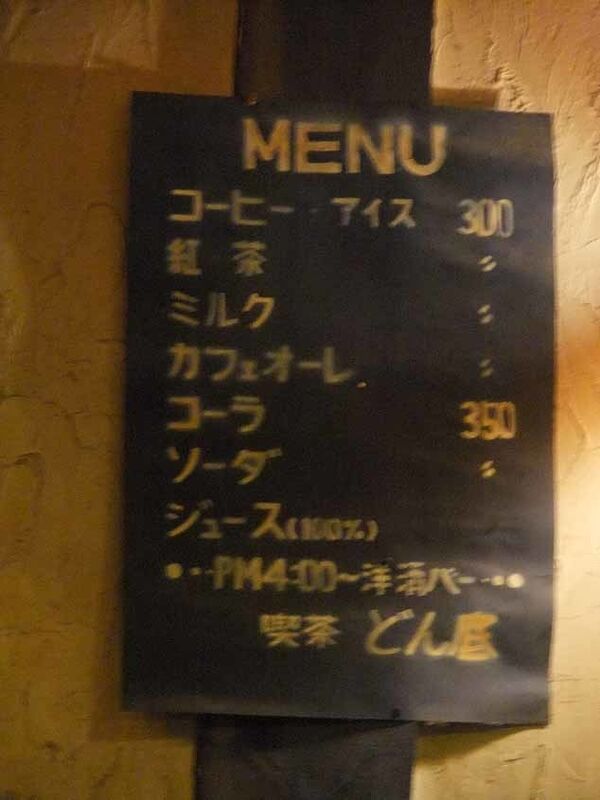 MENU
コーヒー・アイス 300
紅茶 〃
ミルク 〃
カフェオーレ 〃
コーラ 350
ソーダ 〃
ジュース(100%)
●・・PM4:00〜洋酒バー・・●
喫茶 どん底